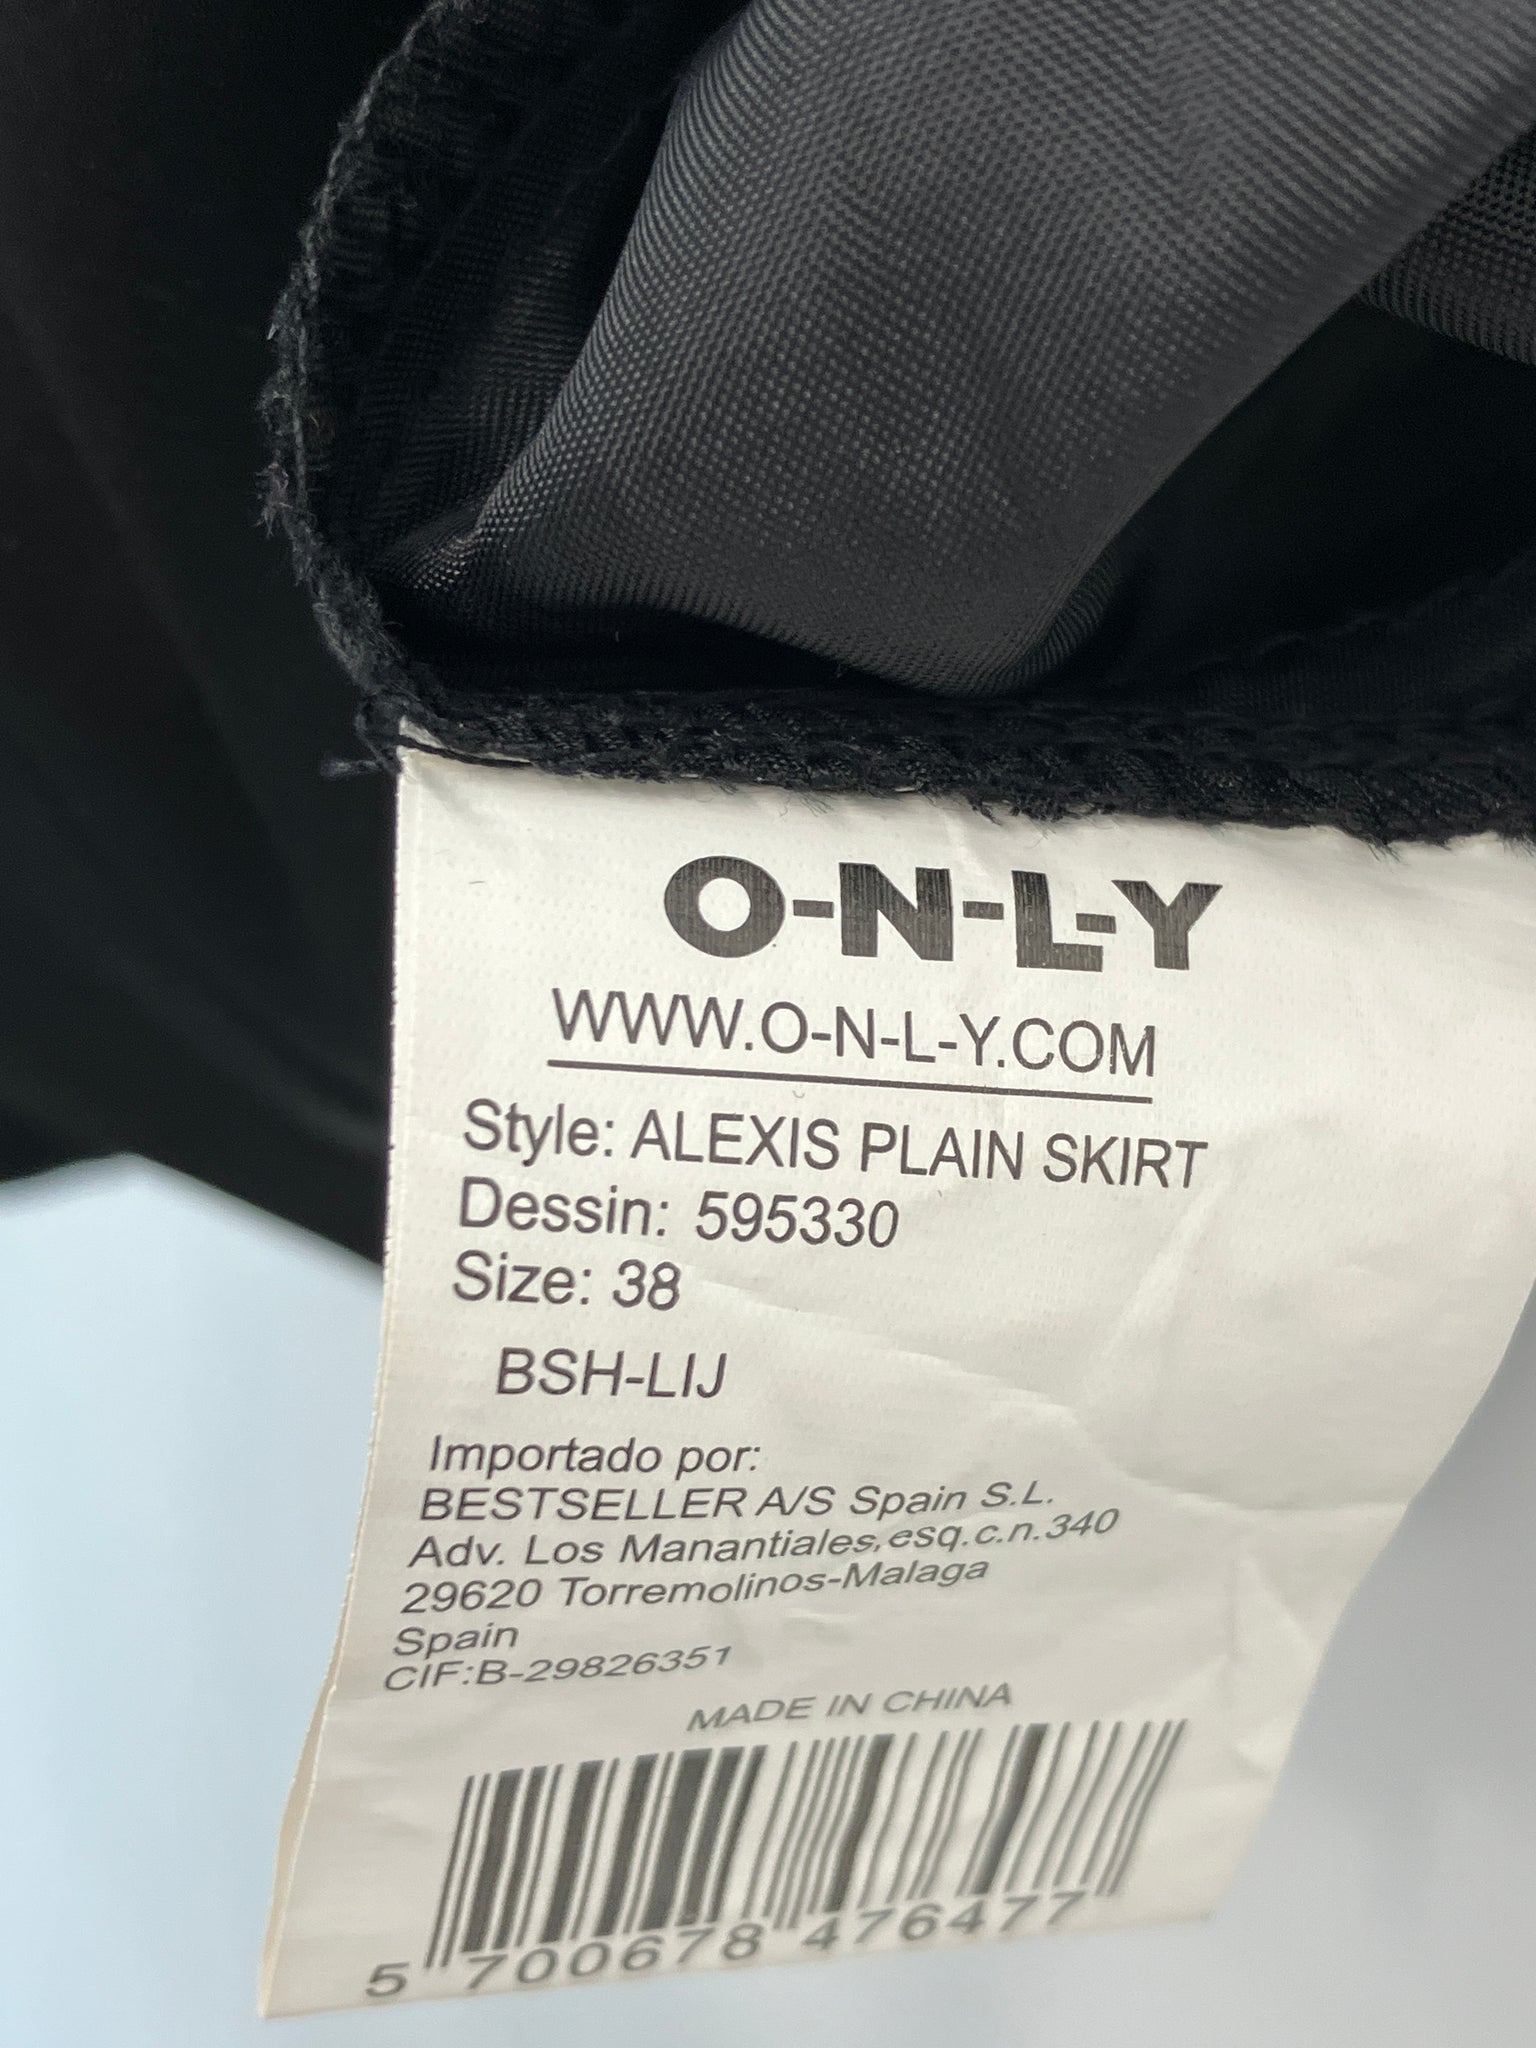 O-N-L-Y
WWW.O-N-L-Y.COM
Style: ALEXIS PLAIN SKIRT
Dessin: 595330
Size: 38
BSH-LIJ
Importado por:
BESTSELLER A/S Spain S.L.
Adv. Los Manantiales,esq.c.n.340
29620 Torremolinos-Malaga
Spain
CIF:B-29826351
MADE IN CHINA
5 700678 476477